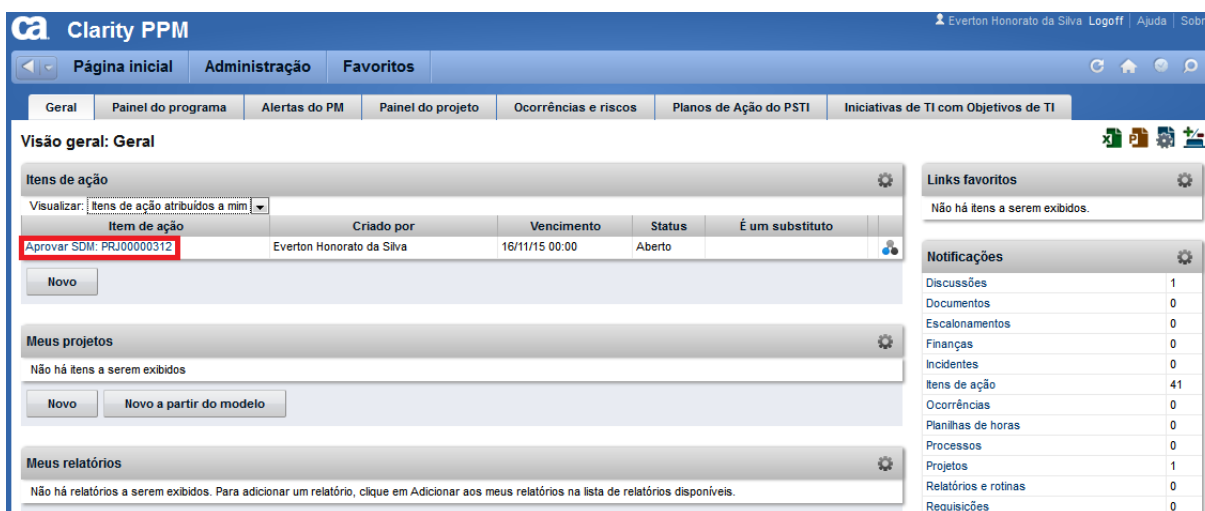 ca Clarity PPM
Everton Honorato da Silva Logoff Ajuda Sobr
Página inicial Administração Favoritos
Geral Painel do programa Alertas do PM Painel do projeto Ocorrências e riscos Planos de Ação do PSTI Iniciativas de TI com Objetivos de TI
Visão geral: Geral
Itens de ação
Visualizar: Itens de ação atribuídos a mim
Item de ação Criado por Vencimento Status É um substituto
Aprovar SDM: PRJ00000312 Everton Honorato da Silva 16/11/15 00:00 Aberto
Novo
Meus projetos
Não há itens a serem exibidos
Novo Novo a partir do modelo
Meus relatórios
Não há relatórios a serem exibidos. Para adicionar um relatório, clique em Adicionar aos meus relatórios na lista de relatórios disponíveis.
Links favoritos
Não há itens a serem exibidos.
Notificações
Discussões 1
Documentos 0
Escalonamentos 0
Finanças 0
Incidentes 0
Itens de ação 41
Ocorrências 0
Planilhas de horas 0
Processos 0
Projetos 1
Relatórios e rotinas 0
Requisições 0